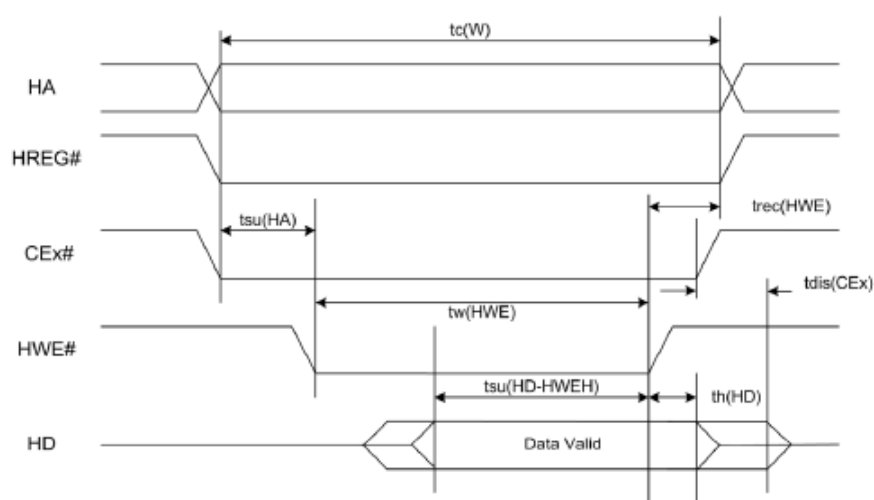 tc(W)
HA
HREG#
tsu(HA)
trec(HWE)
CEx#
tdis(CEx)
tw(HWE)
HWE#
tsu(HD-HWEH)
th(HD)
HD
Data Valid